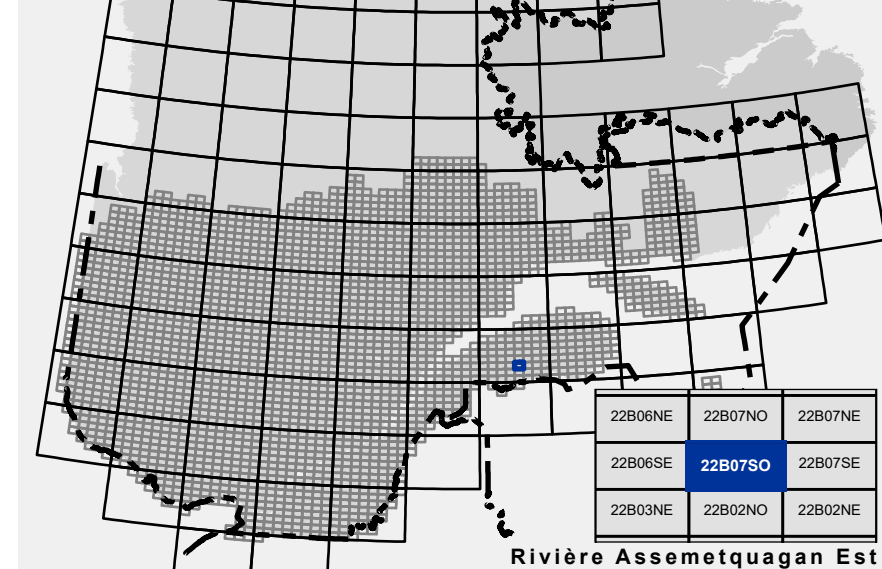 22B06NE 22B07NO 22B07NE
22B06SE 22B07SO 22B07SE
22B03NE 22B02NO 22B02NE
Rivière Assemetquagan Est